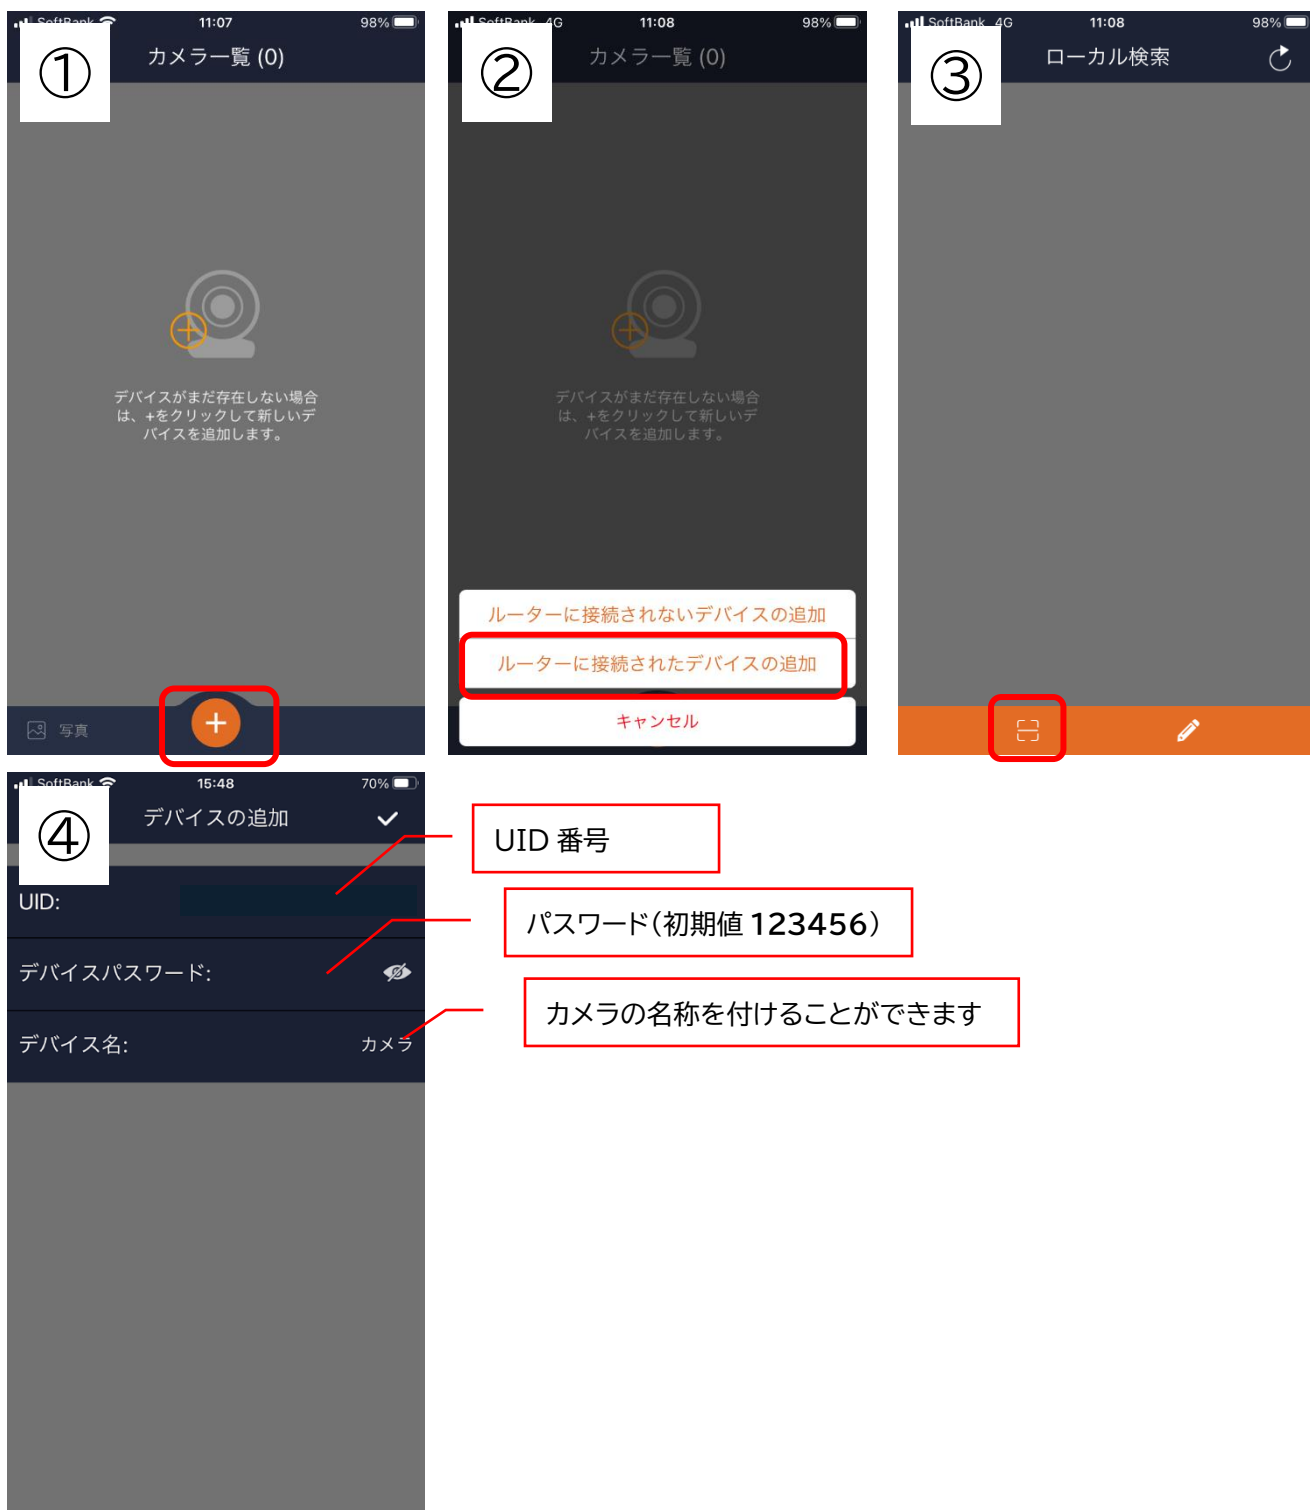 SoftBank 11:07 98%
①
カメラ一覧 (0)
デバイスがまだ存在しない場合
は、+をクリックして新しいデ
バイスを追加します。
写真
SoftBank 4G 11:08 98%
②
カメラ一覧 (0)
デバイスがまだ存在しない場合
は、+をクリックして新しいデ
バイスを追加します。
ルーターに接続されないデバイスの追加
ルーターに接続されたデバイスの追加
キャンセル
SoftBank 4G 11:08 98%
③
ローカル検索
SoftBank 15:48 70%
④
デバイスの追加
UID:
デバイスパスワード:
デバイス名: カメラ
UID 番号
パスワード(初期値 123456)
カメラの名称を付けることができます